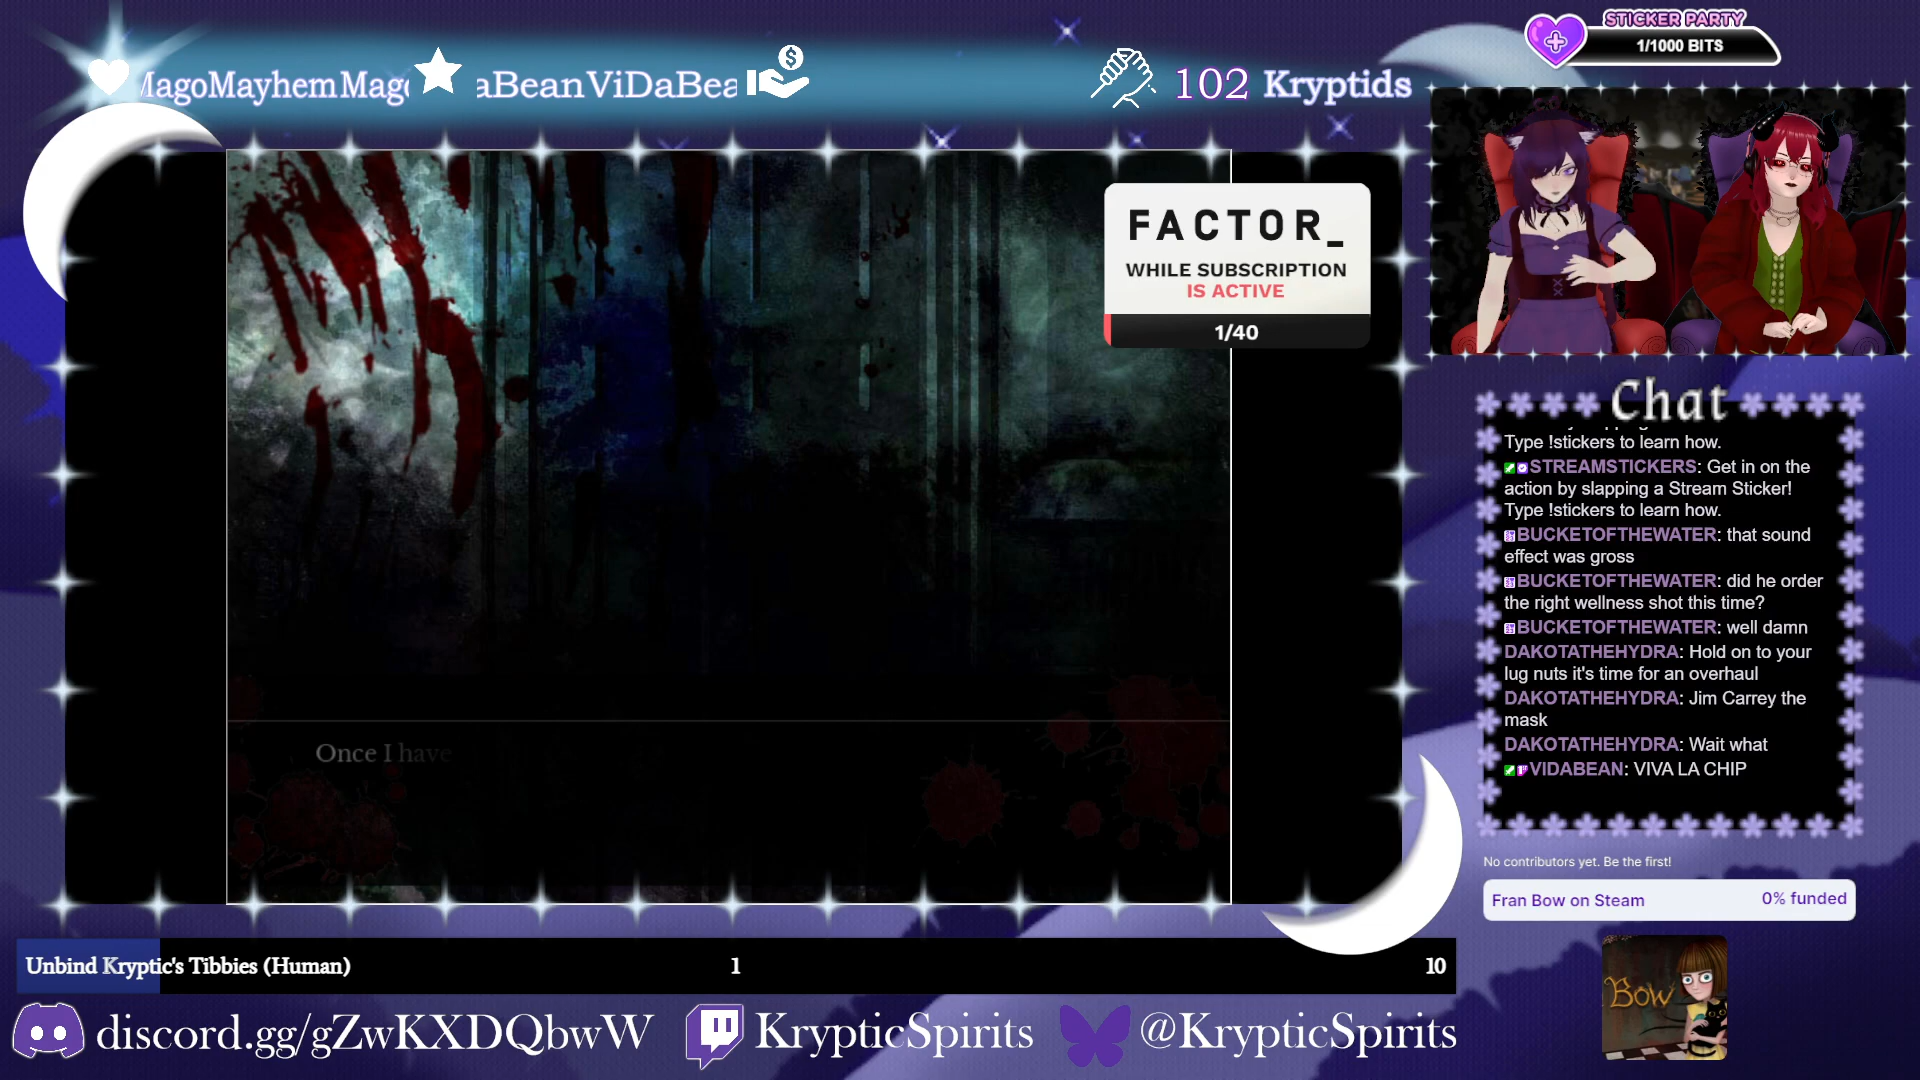 STICKER PARTY
1/1000 BITS
MagoMayhemMago
aBeanViDaBea
102 Kryptids
FACTOR_
WHILE SUBSCRIPTION
IS ACTIVE
1/40
Once I have
Chat
Type !stickers to learn how.
STREAMSTICKERS: Get in on the
action by slapping a Stream Sticker!
Type !stickers to learn how.
BUCKETOFTHEWATER: that sound
effect was gross
BUCKETOFTHEWATER: did he order
the right wellness shot this time?
BUCKETOFTHEWATER: well damn
DAKOTATHEHYDRA: Hold on to your
lug nuts it's time for an overhaul
DAKOTATHEHYDRA: Jim Carrey the
mask
DAKOTATHEHYDRA: Wait what
VIDABEAN: VIVA LA CHIP
No contributors yet. Be the first!
Fran Bow on Steam 0% funded
Bow
Unbind Kryptic's Tibbies (Human) 1 10
discord.gg/gZwKXDQbwW KrypticSpirits @KrypticSpirits